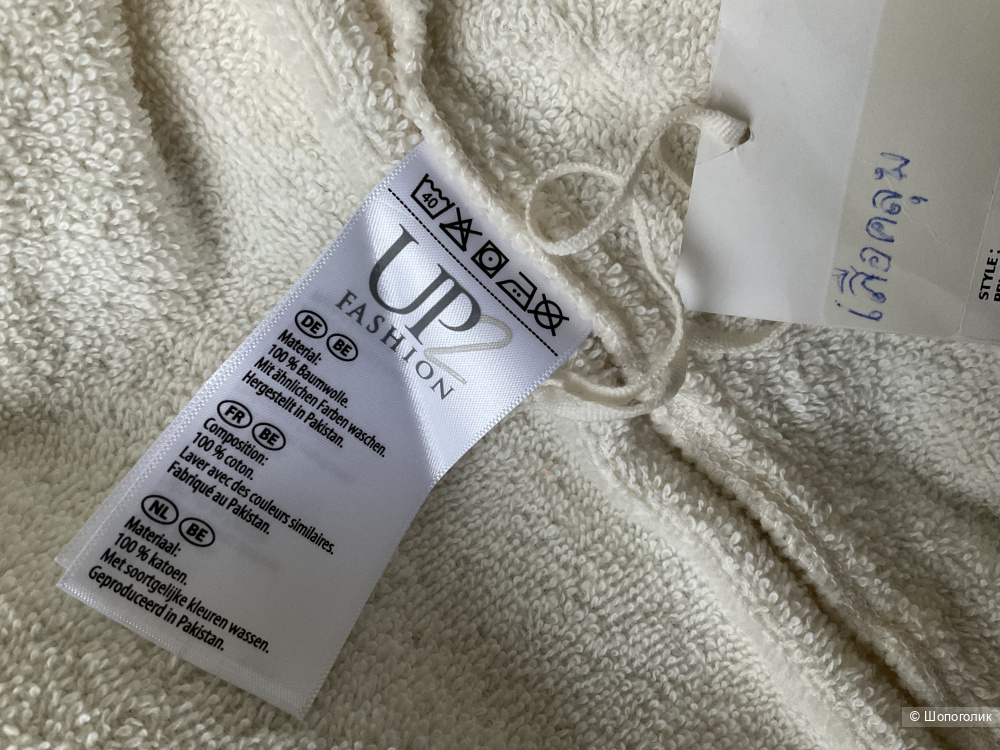 40
UP2
FASHION
DE BE
Material:
100 % Baumwolle.
Mit ähnlichen Farben waschen.
Hergestellt in Pakistan.
FR BE
Composition:
100 % coton.
Laver avec des couleurs similaires.
Fabriqué au Pakistan.
NL BE
Materiaal:
100 % katoen.
Met soortgelijke kleuren wassen.
Geproduceerd in Pakistan.
เสือคลุม
STYLE :
© Шопоголик